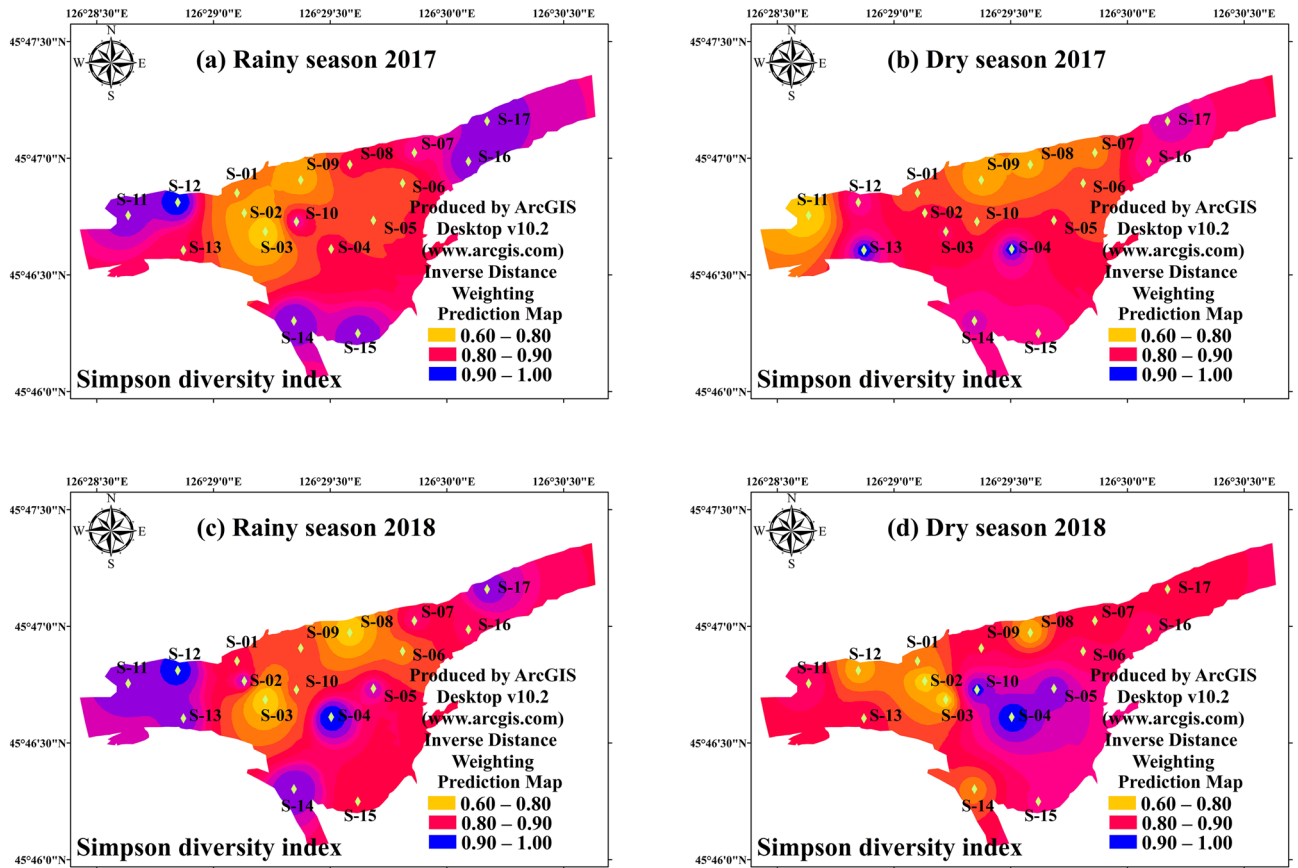 126°28'30"E 126°29'0"E 126°29'30"E 126°30'0"E 126°30'30"E
45°47'30"N
45°47'0"N
45°46'30"N
45°46'0"N
N
W E
S
(a) Rainy season 2017
S-17
S-07
S-08
S-16
S-09
S-01
S-06
S-12
S-11
S-02
S-10
Produced by ArcGIS
S-05
Desktop v10.2
S-13
S-03
S-04
(www.arcgis.com)
Inverse Distance
Weighting
Prediction Map
S-14
S-15
0.60 – 0.80
0.80 – 0.90
0.90 – 1.00
Simpson diversity index
126°28'30"E 126°29'0"E 126°29'30"E 126°30'0"E 126°30'30"E
45°47'30"N
45°47'0"N
45°46'30"N
45°46'0"N
N
W E
S
(b) Dry season 2017
S-17
S-07
S-08
S-16
S-09
S-01
S-06
S-12
S-11
S-02
S-10
Produced by ArcGIS
S-05
Desktop v10.2
S-13
S-03
S-04
(www.arcgis.com)
Inverse Distance
Weighting
Prediction Map
S-14
S-15
0.60 – 0.80
0.80 – 0.90
0.90 – 1.00
Simpson diversity index
126°28'30"E 126°29'0"E 126°29'30"E 126°30'0"E 126°30'30"E
45°47'30"N
45°47'0"N
45°46'30"N
45°46'0"N
N
W E
S
(c) Rainy season 2018
S-17
S-07
S-08
S-16
S-09
S-01
S-06
S-12
S-11
S-02
S-10
Produced by ArcGIS
S-05
Desktop v10.2
S-13
S-03
S-04
(www.arcgis.com)
Inverse Distance
Weighting
Prediction Map
S-14
S-15
0.60 – 0.80
0.80 – 0.90
0.90 – 1.00
Simpson diversity index
126°28'30"E 126°29'0"E 126°29'30"E 126°30'0"E 126°30'30"E
45°47'30"N
45°47'0"N
45°46'30"N
45°46'0"N
N
W E
S
(d) Dry season 2018
S-17
S-07
S-08
S-16
S-09
S-01
S-06
S-12
S-11
S-02
S-10
Produced by ArcGIS
S-05
Desktop v10.2
S-13
S-03
S-04
(www.arcgis.com)
Inverse Distance
Weighting
Prediction Map
S-14
S-15
0.60 – 0.80
0.80 – 0.90
0.90 – 1.00
Simpson diversity index